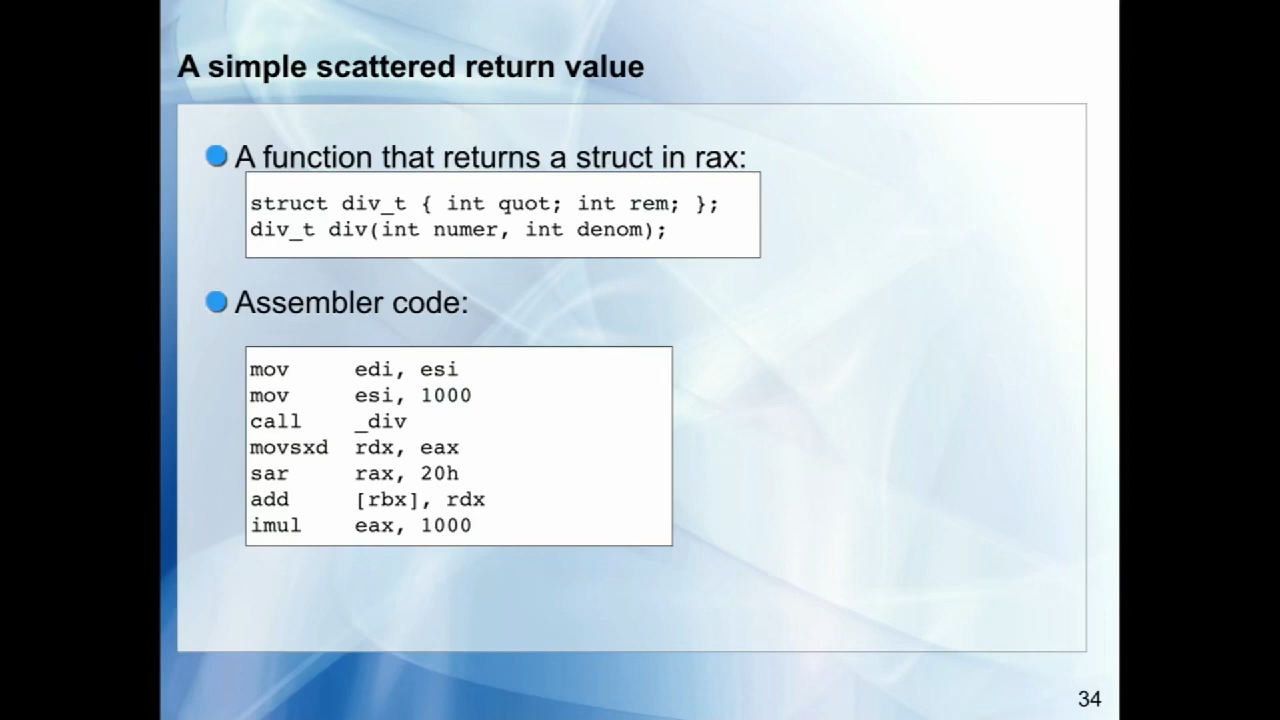 A simple scattered return value
A function that returns a struct in rax:
struct div_t { int quot; int rem; };
div_t div(int numer, int denom);
Assembler code:
mov     edi, esi
mov     esi, 1000
call    _div
movsxd  rdx, eax
sar     rax, 20h
add     [rbx], rdx
imul    eax, 1000
34